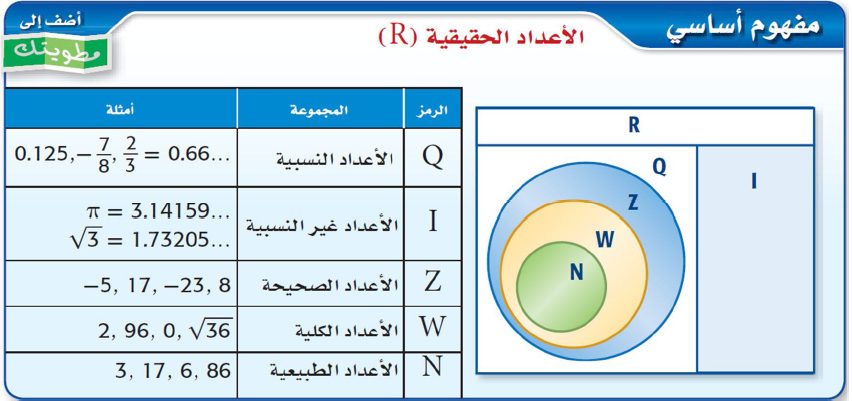 مفهوم أساسي
الأعداد الحقيقية (R)
أضف إلى
مطويتك
R
Q
I
Z
W
N
الرمز المجموعة أمثلة
Q الأعداد النسبية 0.125, −7/8, 2/3 = 0.66...
I الأعداد غير النسبية π = 3.14159...
√3 = 1.73205...
Z الأعداد الصحيحة −5, 17, −23, 8
W الأعداد الكلية 2, 96, 0, √36
N الأعداد الطبيعية 3, 17, 6, 86